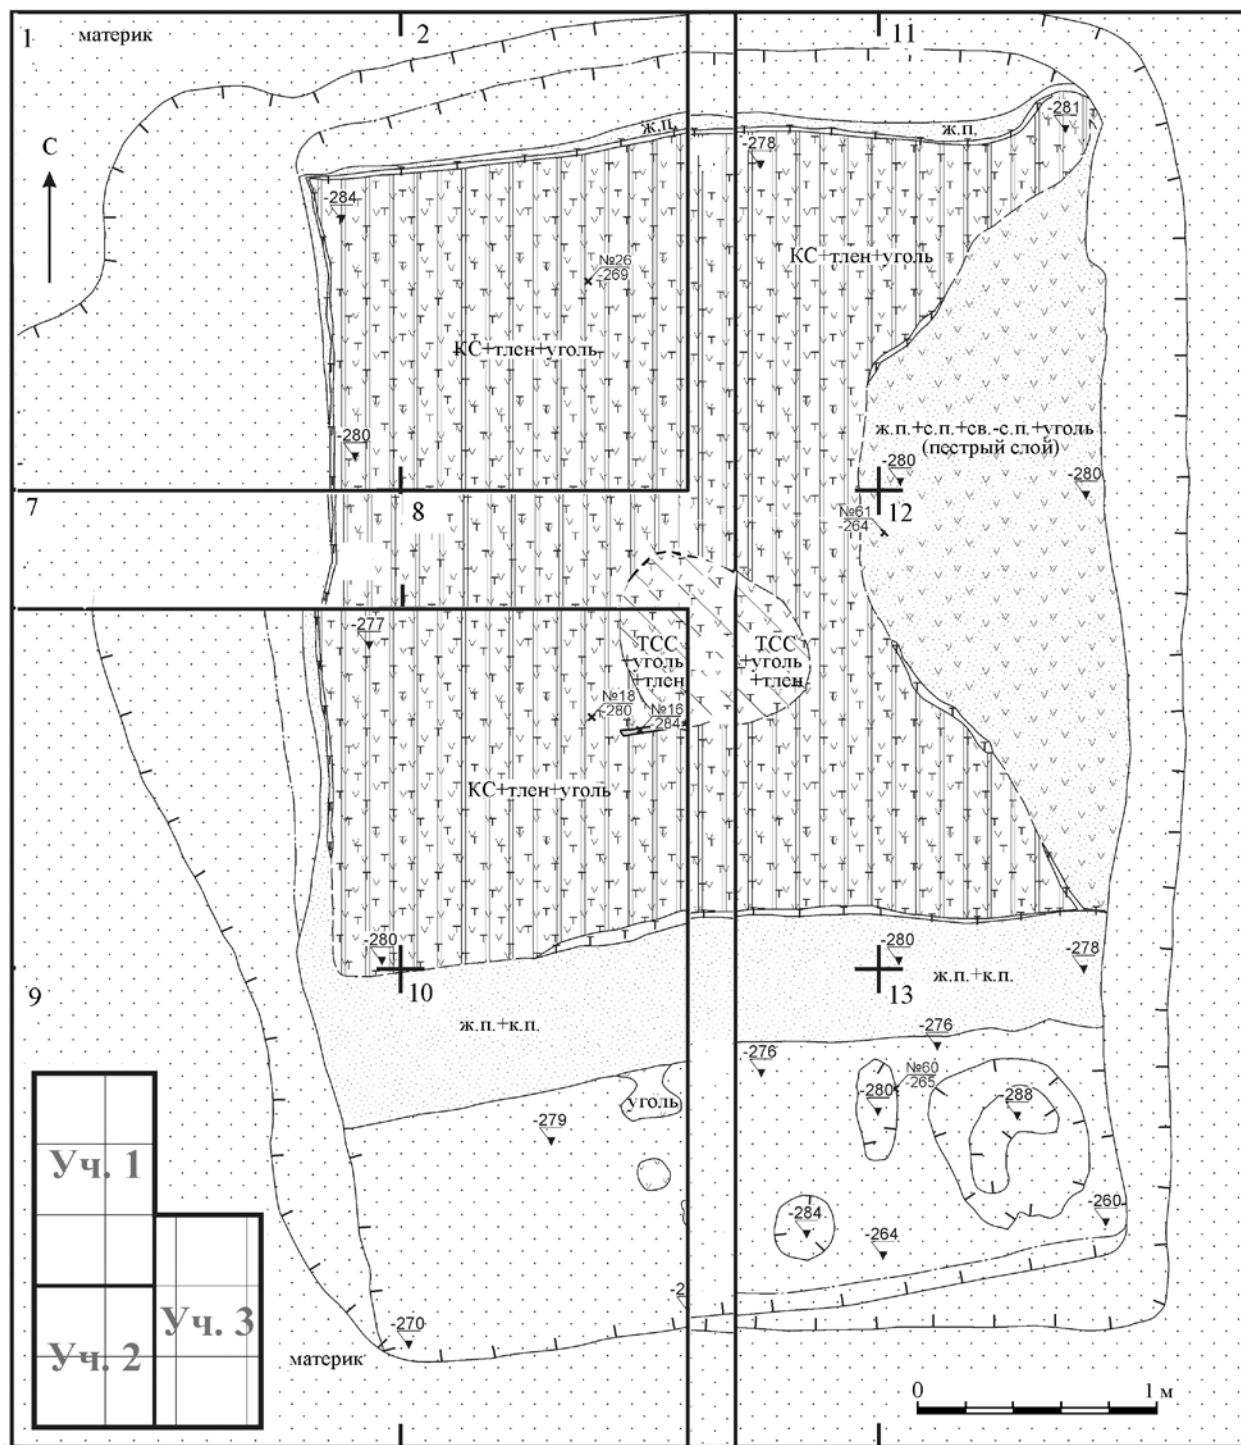 1
материк
2
11
С
ж.п.
ж.п.
-281
-278
-284
№26
-269
КС+тлен+уголь
КС+тлен+уголь
ж.п.+с.п.+св.-с.п.+уголь
(пестрый слой)
-280
-280
-280
7
8
№61
-264
12
-277
ТСС
+уголь
+тлен
ТСС
+уголь
+тлен
№18
-280
№16
-284
КС+тлен+уголь
-280
-280
-278
9
10
13
ж.п.+к.п.
ж.п.+к.п.
-276
-276
№60
-265
уголь
-280
-288
-279
Уч. 1
-284
-260
-264
Уч. 3
-270
Уч. 2
материк
0
1 м